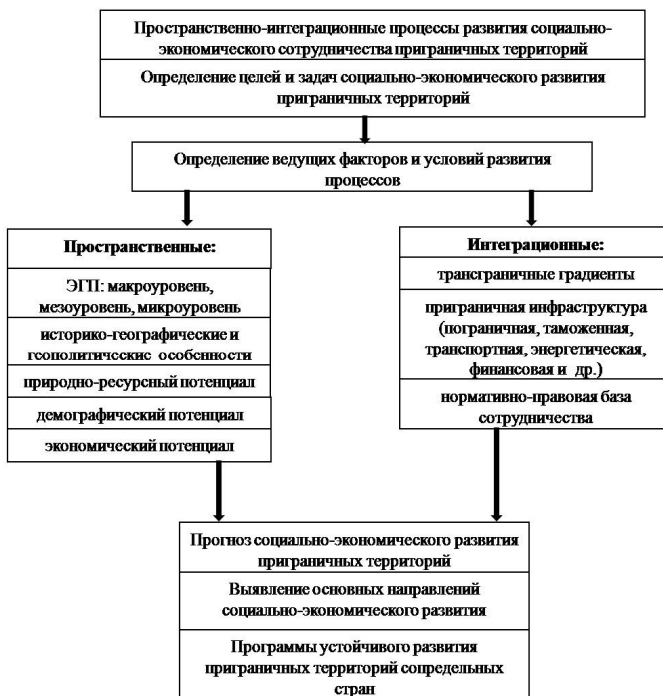 Пространственно-интеграционные процессы развития социально-
экономического сотрудничества приграничных территорий
Определение целей и задач социально-экономического развития
приграничных территорий
Определение ведущих факторов и условий развития
процессов
Пространственные:
ЭГП: макроуровень,
мезоуровень, микроуровень
историко-географические и
геополитические особенности
природно-ресурсный потенциал
демографический потенциал
экономический потенциал
Интеграционные:
трансграничные градиенты
приграничная инфраструктура
(пограничная, таможенная,
транспортная, энергетическая,
финансовая и др.)
нормативно-правовая база
сотрудничества
Прогноз социально-экономического развития
приграничных территорий
Выявление основных направлений
социально-экономического развития
Программы устойчивого развития
приграничных территорий сопредельных
стран